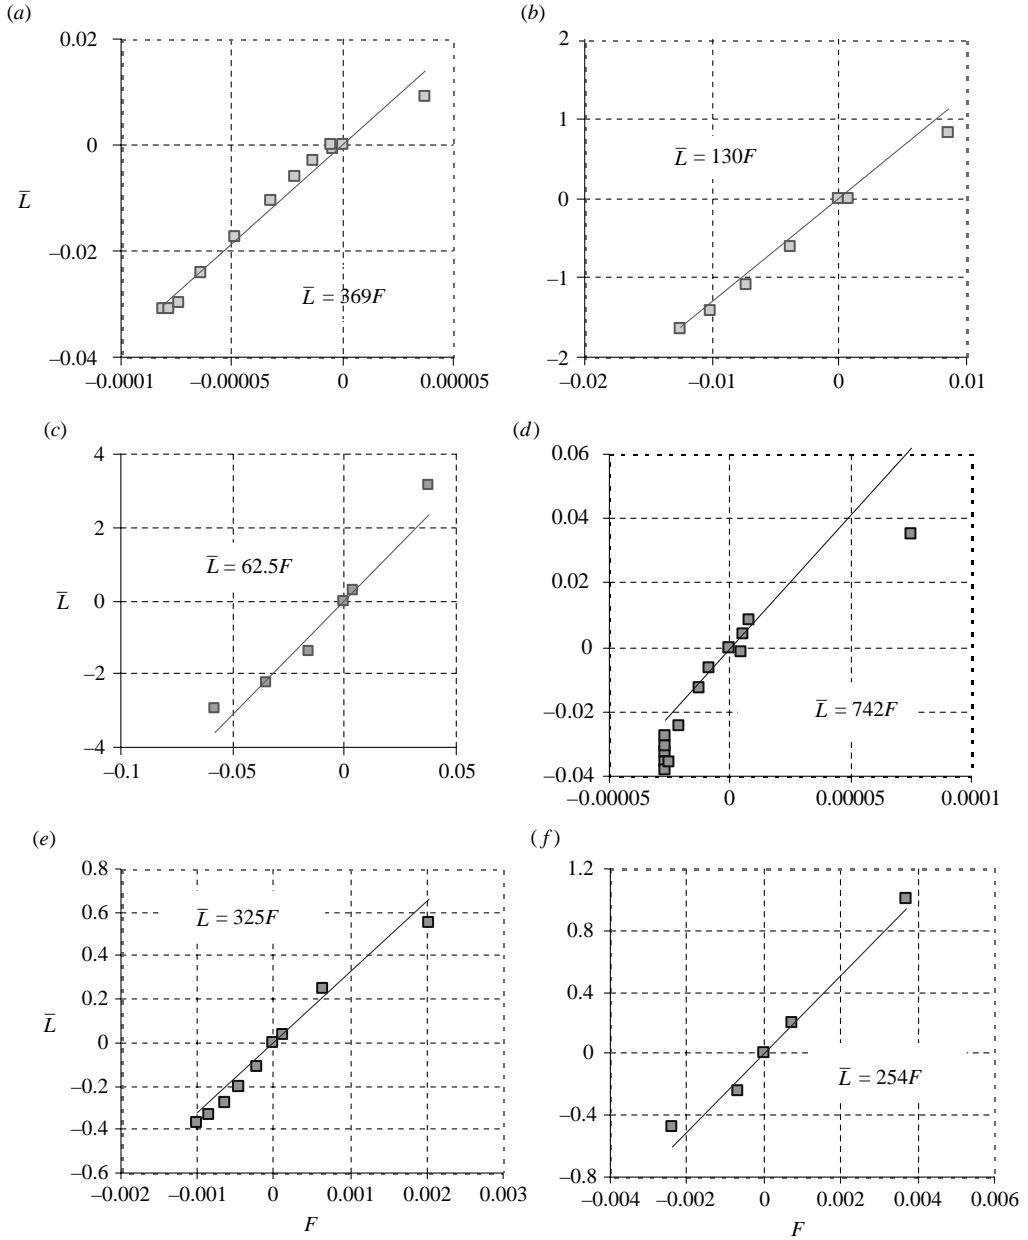 (a)
0.02
0
–0.02
–0.04
L̅
L̅ = 369F
–0.0001 –0.00005 0 0.00005
(b)
2
1
0
–1
–2
L̅ = 130F
–0.02 –0.01 0 0.01
(c)
4
2
0
–2
–4
L̅
L̅ = 62.5F
–0.1 –0.05 0 0.05
(d)
0.06
0.04
0.02
0
–0.02
–0.04
L̅ = 742F
–0.00005 0 0.00005 0.0001
(e)
0.8
0.6
0.4
0.2
0
–0.2
–0.4
–0.6
L̅
L̅ = 325F
–0.002 –0.001 0 0.001 0.002 0.003
F
(f)
1.2
0.8
0.4
0
–0.4
–0.8
L̅ = 254F
–0.004 –0.002 0 0.002 0.004 0.006
F